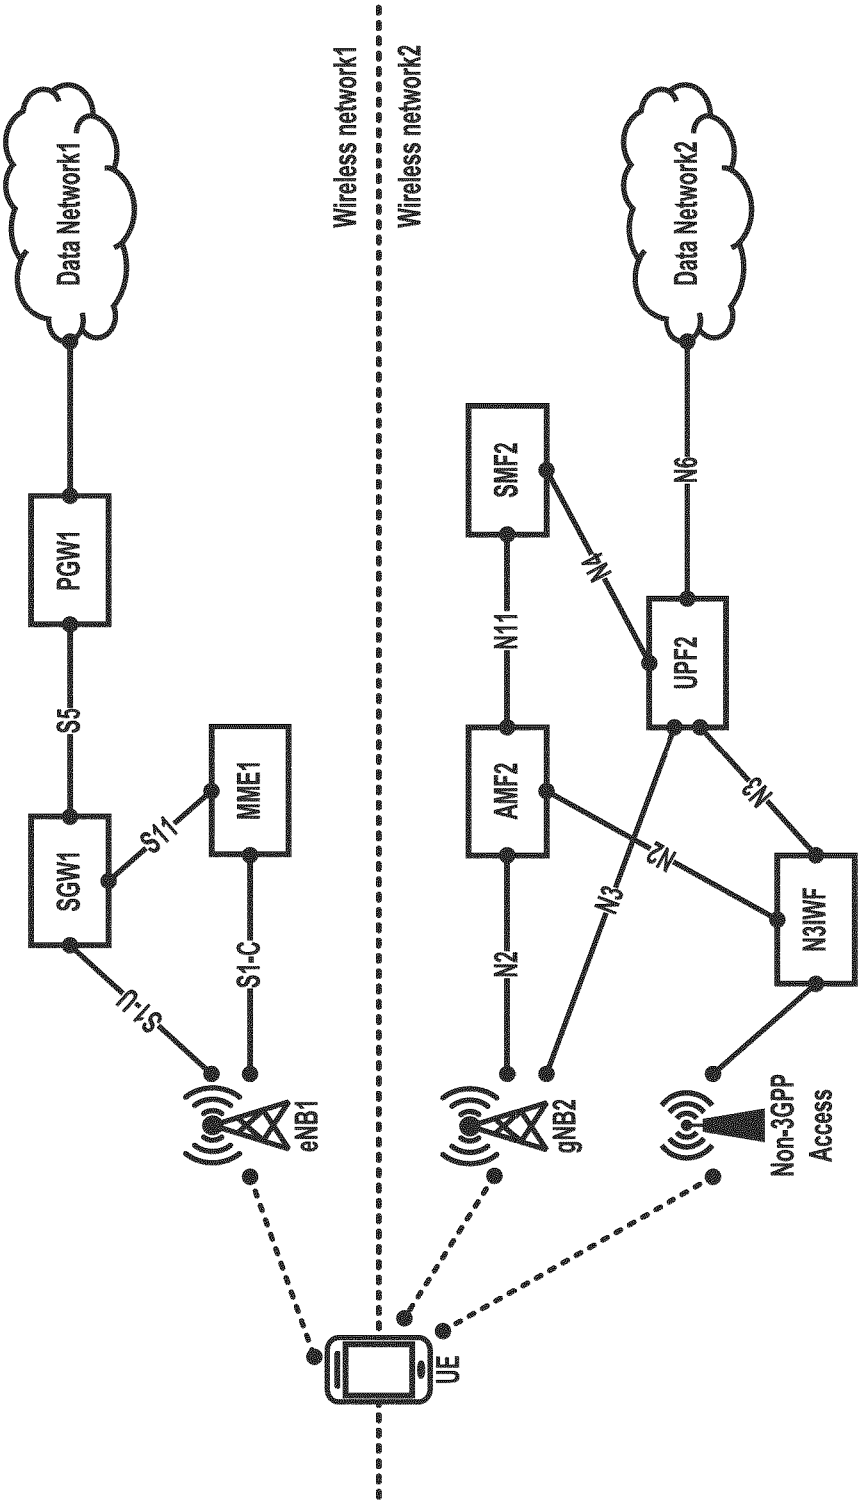 Data Network1
PGW1
S5
SGW1
S11
MME1
S1-U
S1-C
eNB1
Wireless network1
Wireless network2
UE
SMF2
N11
N4
AMF2
N2
gNB2
N3
N2
Data Network2
N6
UPF2
N3
N3IWF
Non-3GPP
Access